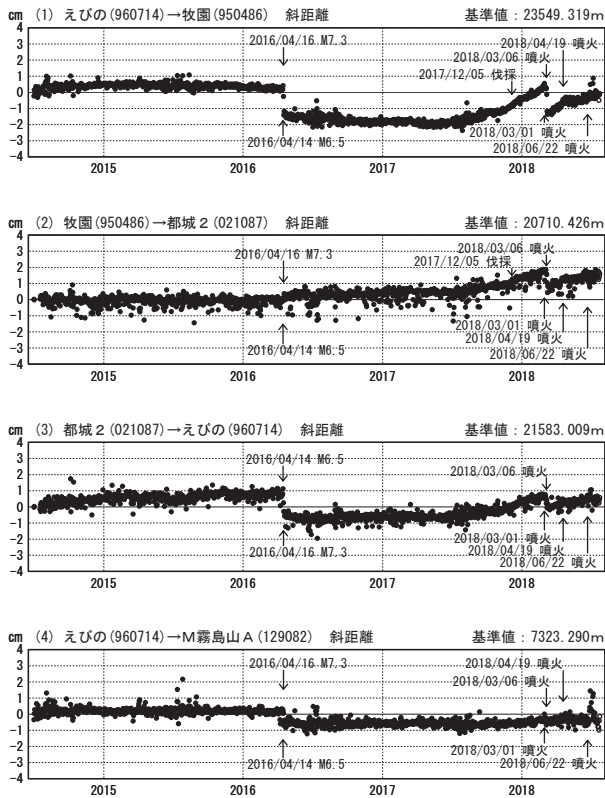 cm (1) えびの(960714)→牧園(950486) 斜距離 基準値：23549.319m
4
3
2
1
0
-1
-2
-3
-4
2016/04/16 M7.3
2018/04/19 噴火
2018/03/06 噴火
2017/12/05 伐採
2018/03/01 噴火
2016/04/14 M6.5
2018/06/22 噴火
2015 2016 2017 2018
cm (2) 牧園(950486)→都城２(021087) 斜距離 基準値：20710.426m
4
3
2
1
0
-1
-2
-3
-4
2018/03/06 噴火
2016/04/16 M7.3
2017/12/05 伐採
2018/03/01 噴火
2018/04/19 噴火
2016/04/14 M6.5
2018/06/22 噴火
2015 2016 2017 2018
cm (3) 都城２(021087)→えびの(960714) 斜距離 基準値：21583.009m
4
3
2
1
0
-1
-2
-3
-4
2016/04/14 M6.5
2018/03/06 噴火
2018/03/01 噴火
2016/04/16 M7.3
2018/04/19 噴火
2018/06/22 噴火
2015 2016 2017 2018
cm (4) えびの(960714)→Ｍ霧島山Ａ(129082) 斜距離 基準値：7323.290m
4
3
2
1
0
-1
-2
-3
-4
2016/04/16 M7.3
2018/04/19 噴火
2018/03/06 噴火
2018/03/01 噴火
2016/04/14 M6.5
2018/06/22 噴火
2015 2016 2017 2018